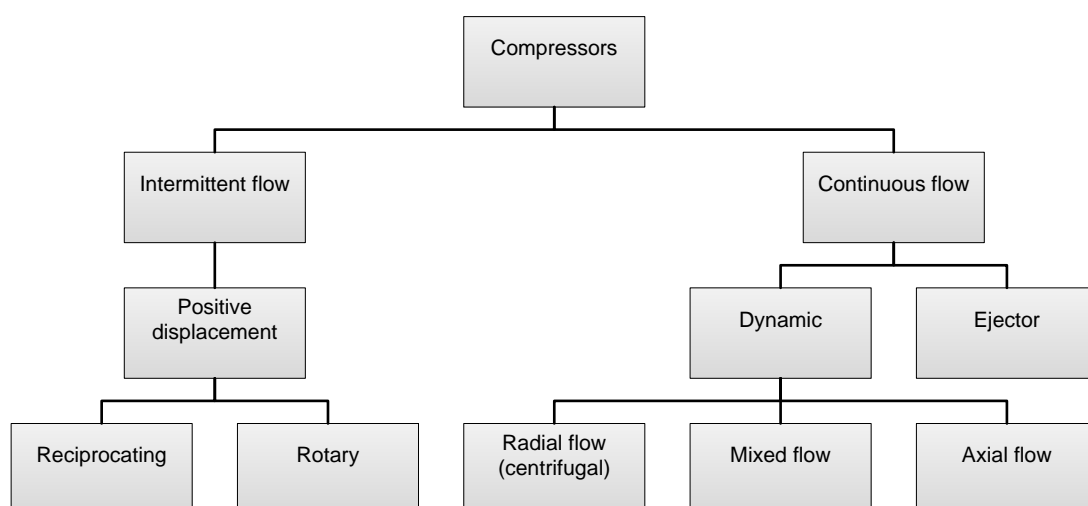 Compressors
Intermittent flow
Continuous flow
Positive
displacement
Dynamic
Ejector
Reciprocating
Rotary
Radial flow
(centrifugal)
Mixed flow
Axial flow